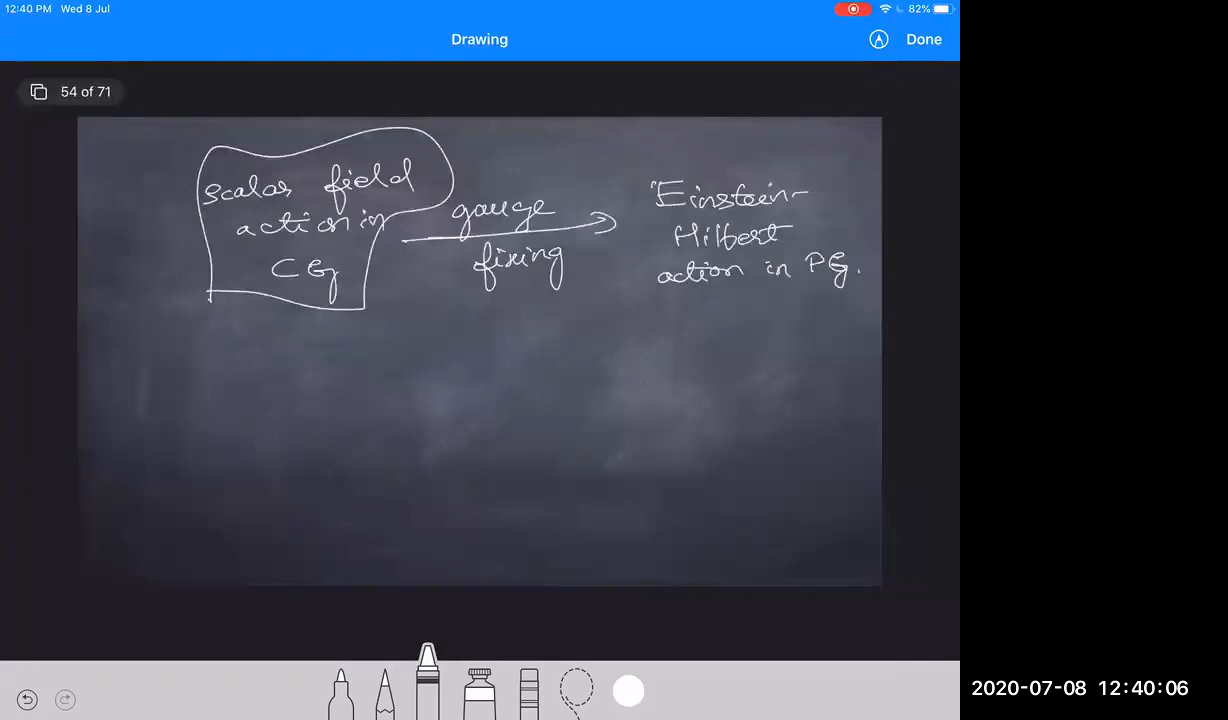 12:40 PM Wed 8 Jul
82%
Drawing
Done
54 of 71
scalar field
action in
CG
gauge
fixing
Einstein-
Hilbert
action in PG.
2020-07-08 12:40:06